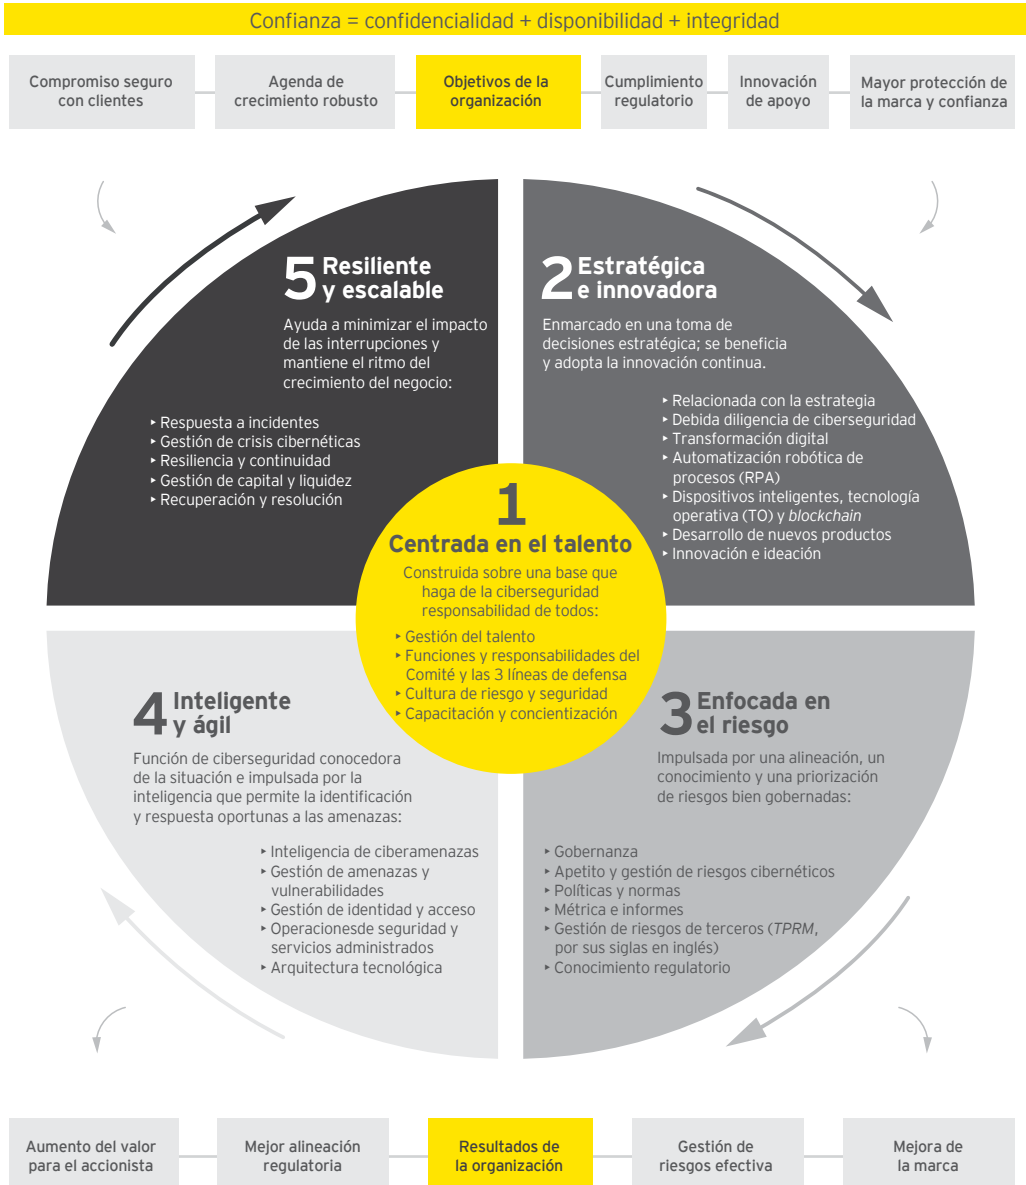 Confianza = confidencialidad + disponibilidad + integridad
Compromiso seguro
con clientes
Agenda de
crecimiento robusto
Objetivos de la
organización
Cumplimiento
regulatorio
Innovación
de apoyo
Mayor protección de
la marca y confianza
5 Resiliente
y escalable
Ayuda a minimizar el impacto
de las interrupciones y
mantiene el ritmo del
crecimiento del negocio:
‣ Respuesta a incidentes
‣ Gestión de crisis cibernéticas
‣ Resiliencia y continuidad
‣ Gestión de capital y liquidez
‣ Recuperación y resolución
2 Estratégica
e innovadora
Enmarcado en una toma de
decisiones estratégica; se beneficia
y adopta la innovación continua.
‣ Relacionada con la estrategia
‣ Debida diligencia de ciberseguridad
‣ Transformación digital
‣ Automatización robótica de
procesos (RPA)
‣ Dispositivos inteligentes, tecnología
operativa (TO) y blockchain
‣ Desarrollo de nuevos productos
‣ Innovación e ideación
1
Centrada en el talento
Construida sobre una base que
haga de la ciberseguridad
responsabilidad de todos:
‣ Gestión del talento
‣ Funciones y responsabilidades del
Comité y las 3 líneas de defensa
‣ Cultura de riesgo y seguridad
‣ Capacitación y concientización
4 Inteligente
y ágil
Función de ciberseguridad conocedora
de la situación e impulsada por la
inteligencia que permite la identificación
y respuesta oportunas a las amenazas:
‣ Inteligencia de ciberamenazas
‣ Gestión de amenazas y
vulnerabilidades
‣ Gestión de identidad y acceso
‣ Operacionesde seguridad y
servicios administrados
‣ Arquitectura tecnológica
3 Enfocada en
el riesgo
Impulsada por una alineación, un
conocimiento y una priorización
de riesgos bien gobernadas:
‣ Gobernanza
‣ Apetito y gestión de riesgos cibernéticos
‣ Políticas y normas
‣ Métrica e informes
‣ Gestión de riesgos de terceros (TPRM,
por sus siglas en inglés)
‣ Conocimiento regulatorio
Aumento del valor
para el accionista
Mejor alineación
regulatoria
Resultados de
la organización
Gestión de
riesgos efectiva
Mejora de
la marca